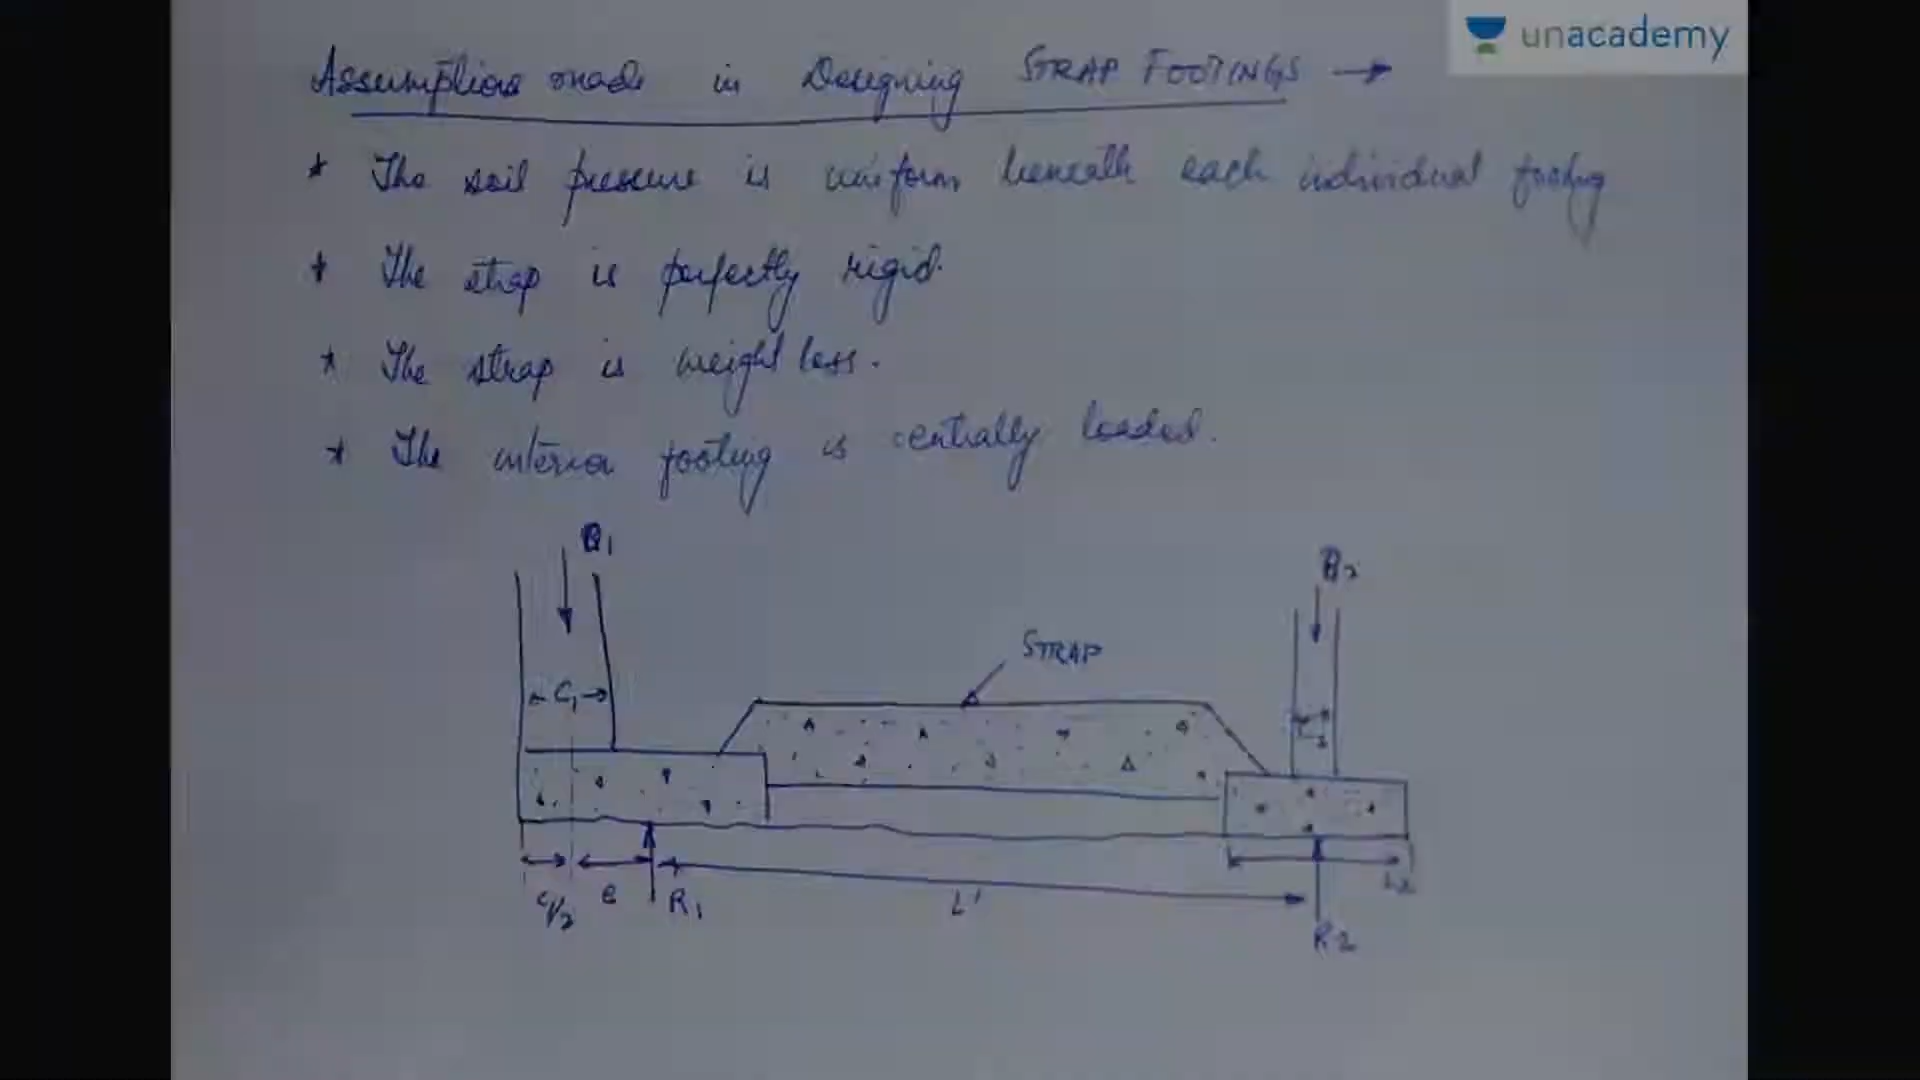 unacademy
Assumptions made in Designing STRAP FOOTINGS →
* The soil pressure is uniform beneath each individual footing
* The strap is perfectly rigid.
* The strap is weight less.
* The interior footing is centrally loaded.
Q1
Q2
STRAP
C1
C1/2
e
R1
L'
L2
R2